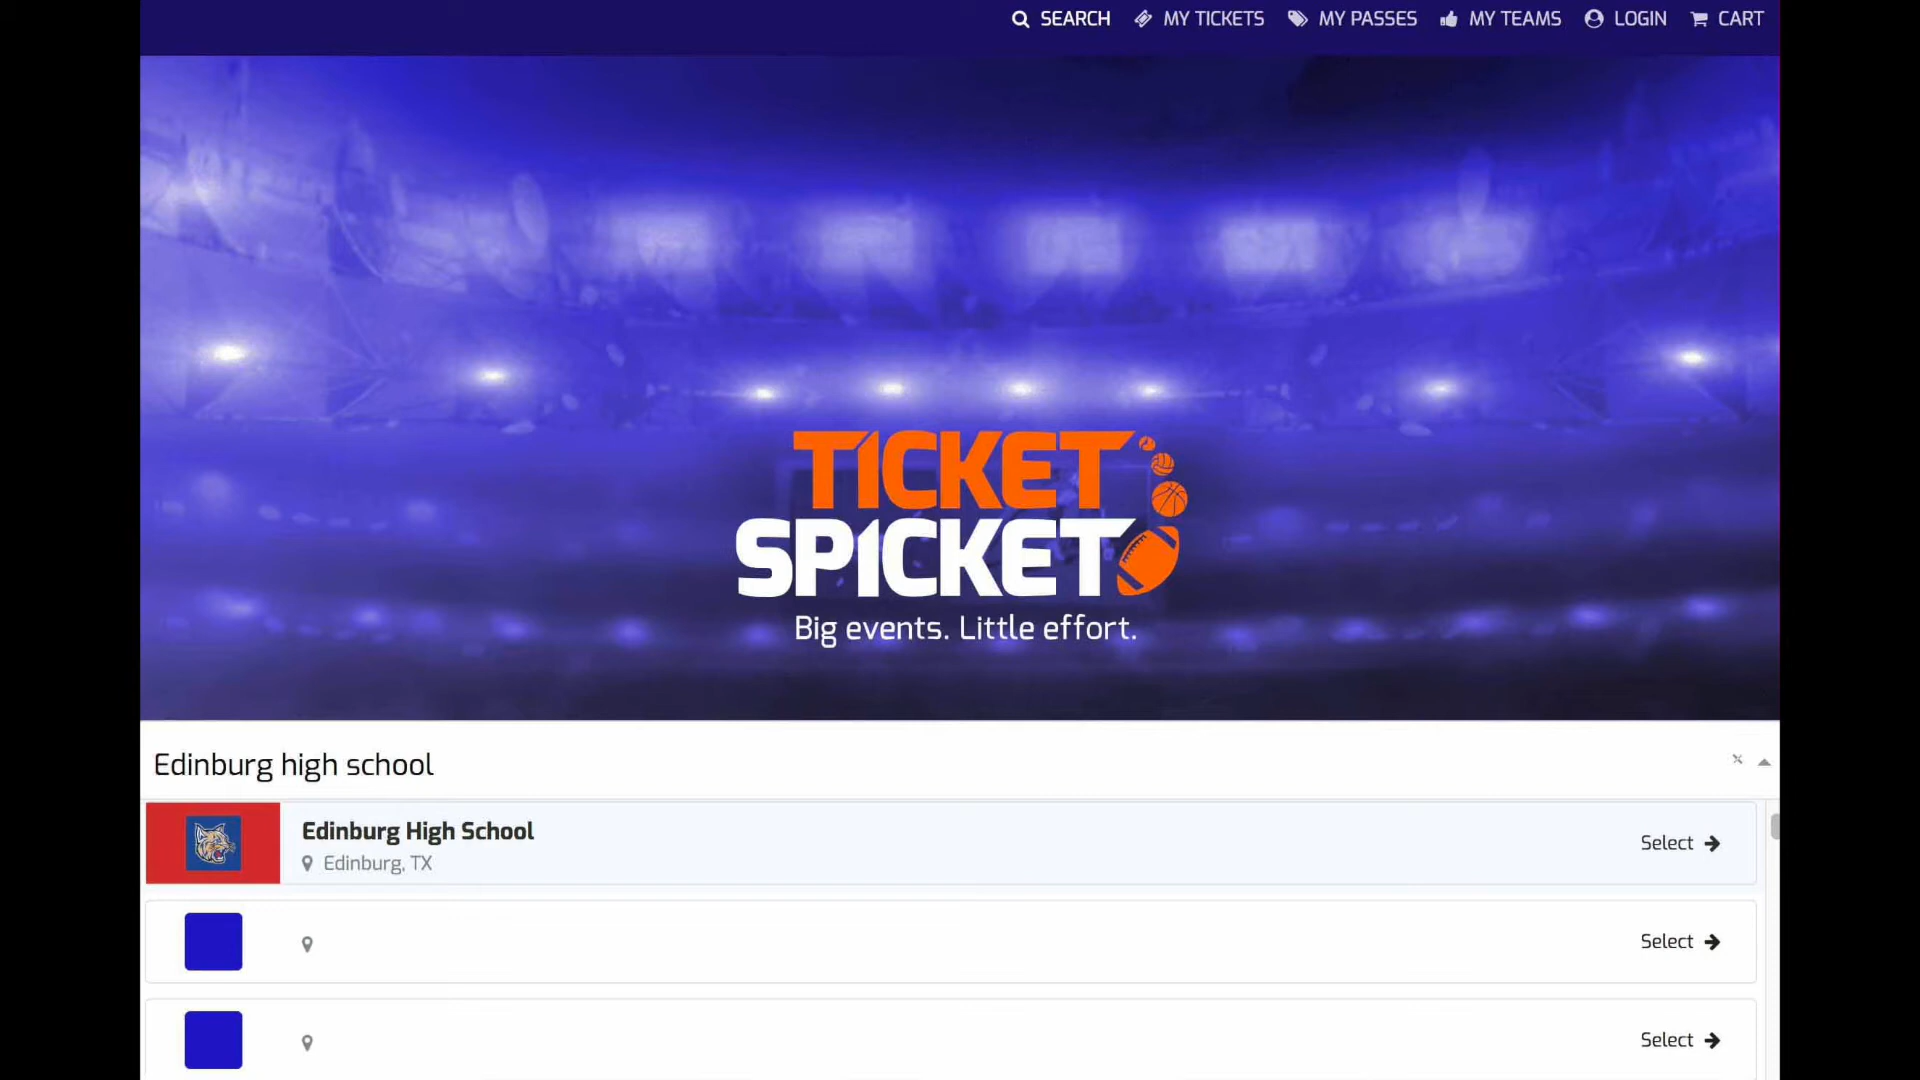 SEARCH MY TICKETS MY PASSES MY TEAMS LOGIN CART
TICKET
SPICKET
Big events. Little effort.
Edinburg high school
Edinburg High School
Edinburg, TX
Select
Select
Select